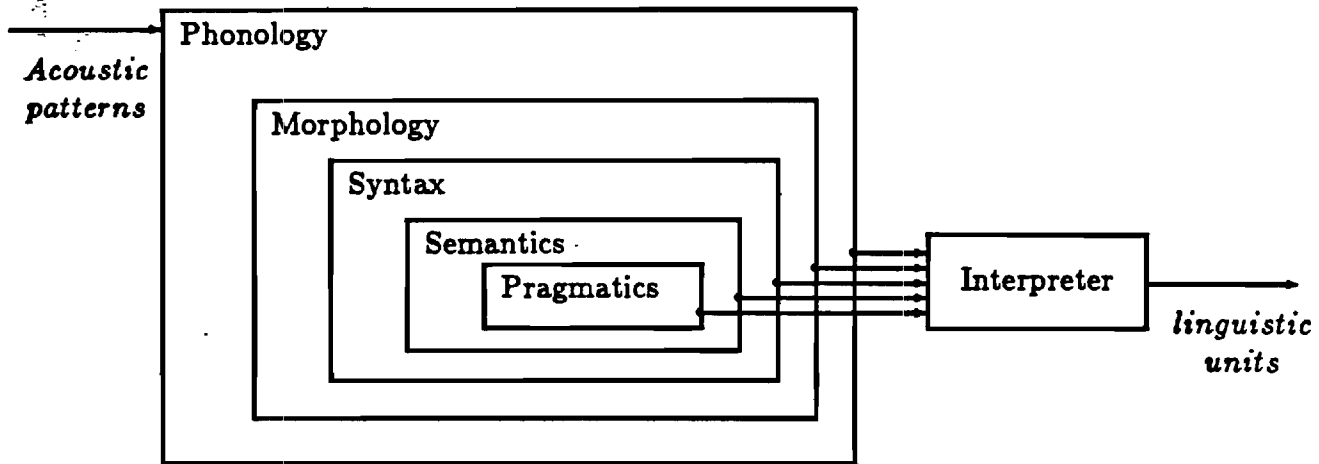 Phonology
Acoustic
patterns
Morphology
Syntax
Semantics
Pragmatics
Interpreter
linguistic
units